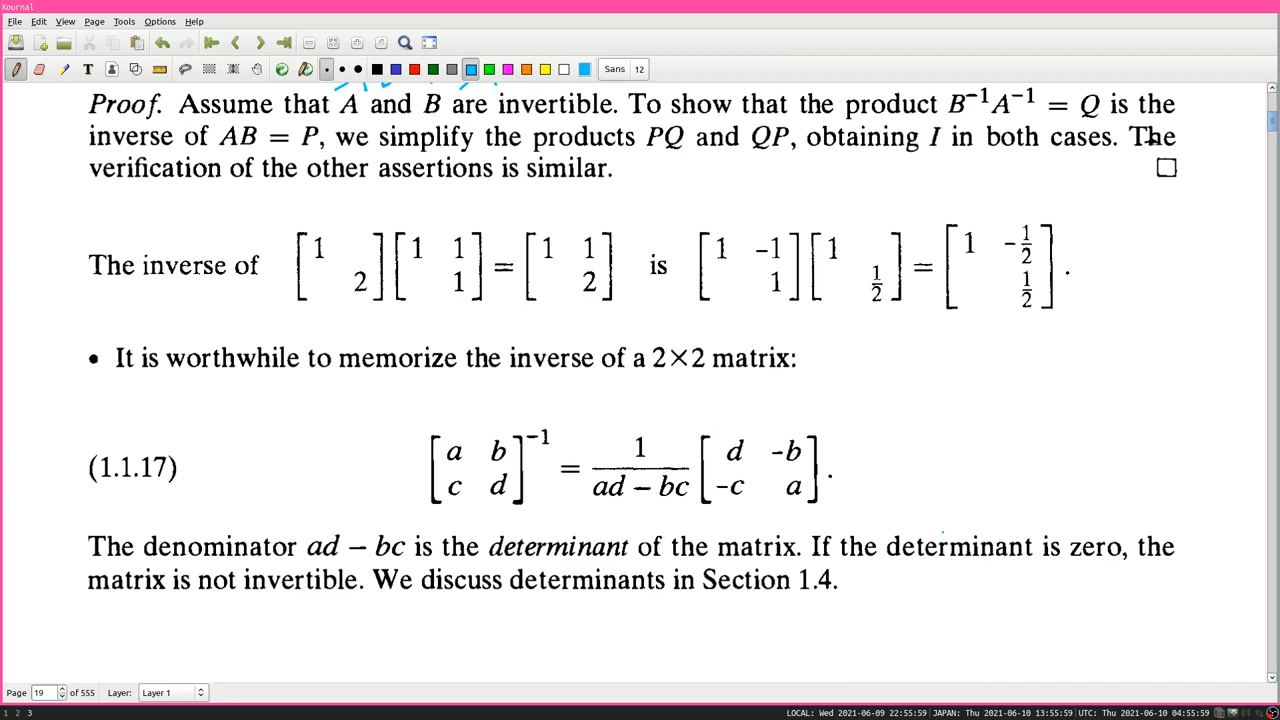 Xournal
File Edit View Page Tools Options Help
T Sans 12
Proof. Assume that A and B are invertible. To show that the product B⁻¹A⁻¹ = Q is the
inverse of AB = P, we simplify the products PQ and QP, obtaining I in both cases. The
verification of the other assertions is similar. □
The inverse of [1   ;   2] [1 1;   1] = [1 1;   2] is [1 -1;   1] [1   ;   1/2] = [1 -1/2;   1/2].
• It is worthwhile to memorize the inverse of a 2×2 matrix:
(1.1.17) [a b; c d]⁻¹ = 1/(ad − bc) [d -b; -c a].
The denominator ad − bc is the determinant of the matrix. If the determinant is zero, the
matrix is not invertible. We discuss determinants in Section 1.4.
Page 19 of 555 Layer: Layer 1
1 2 3 LOCAL: Wed 2021-06-09 22:55:59|JAPAN: Thu 2021-06-10 13:55:59|UTC: Thu 2021-06-10 04:55:59